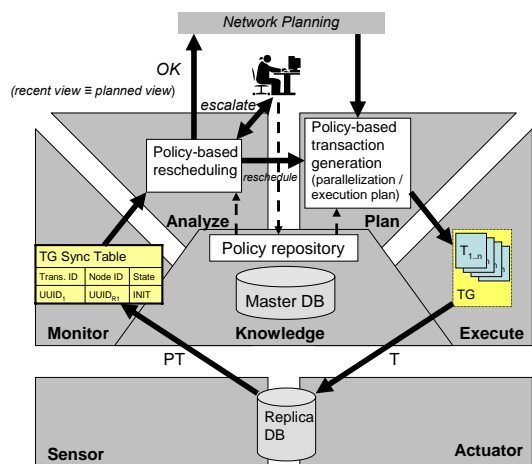 Network Planning
OK
(recent view ≡ planned view)
escalate
Policy-based
rescheduling
reschedule
Policy-based
transaction
generation
(parallelization /
execution plan)
Analyze
Plan
Policy repository
Master DB
Knowledge
TG Sync Table
Trans. ID Node ID State
UUID1 UUIDR1 INIT
Monitor
T1..n n n n
TG
Execute
PT
T
Replica
DB
Sensor
Actuator